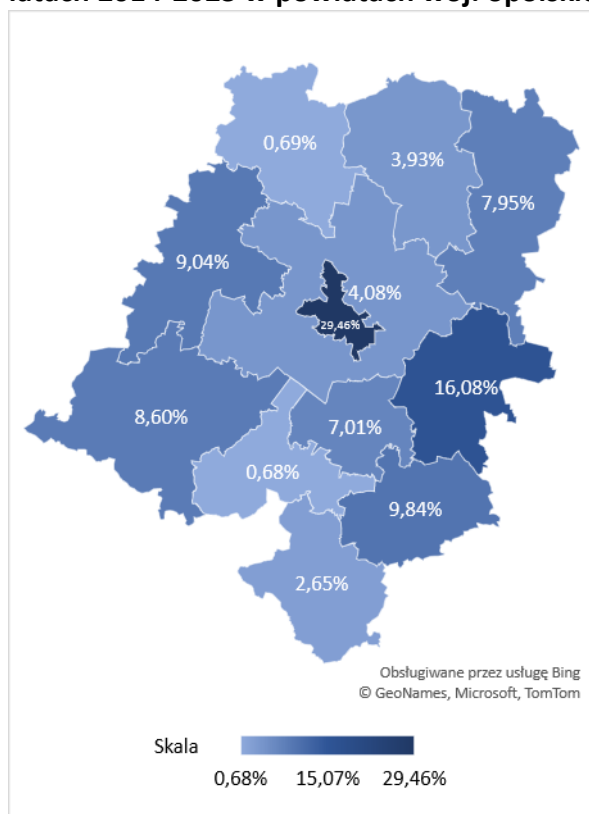 latach 2014-2023 w powiatach woj. opolskie
0,69%
3,93%
7,95%
9,04%
4,08%
29,46%
16,08%
8,60%
7,01%
0,68%
9,84%
2,65%
Obsługiwane przez usługę Bing
© GeoNames, Microsoft, TomTom
Skala
0,68% 15,07% 29,46%